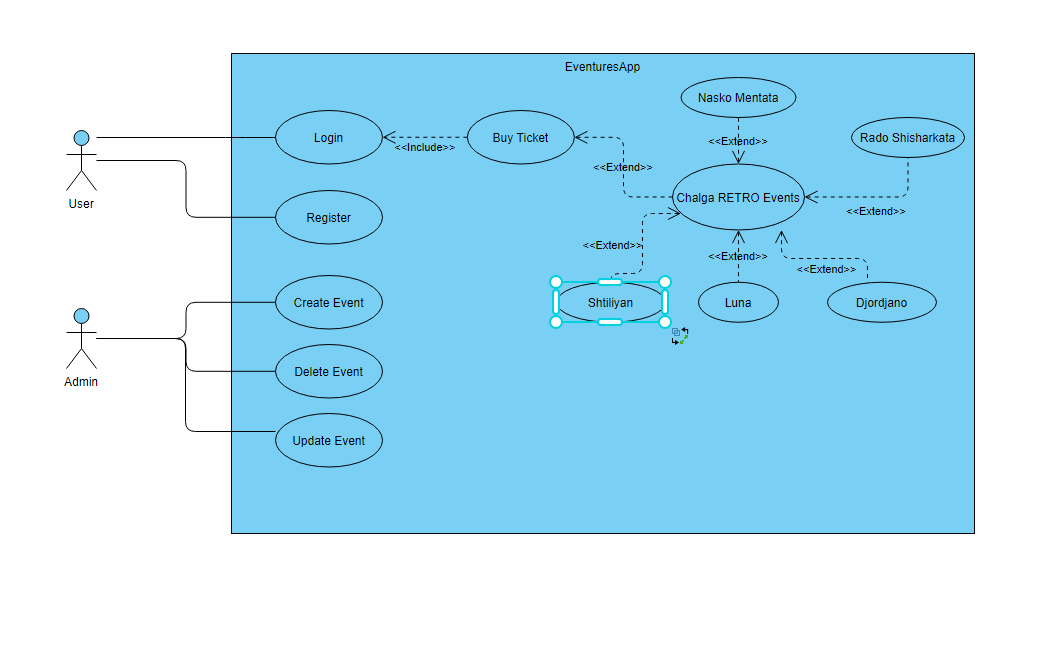 EventuresApp
Nasko Mentata
Login
<<Include>>
Buy Ticket
<<Extend>>
Rado Shisharkata
<<Extend>>
User
Register
Chalga RETRO Events
<<Extend>>
<<Extend>>
<<Extend>>
<<Extend>>
Create Event
Shtiliyan
Luna
Djordjano
Admin
Delete Event
Update Event